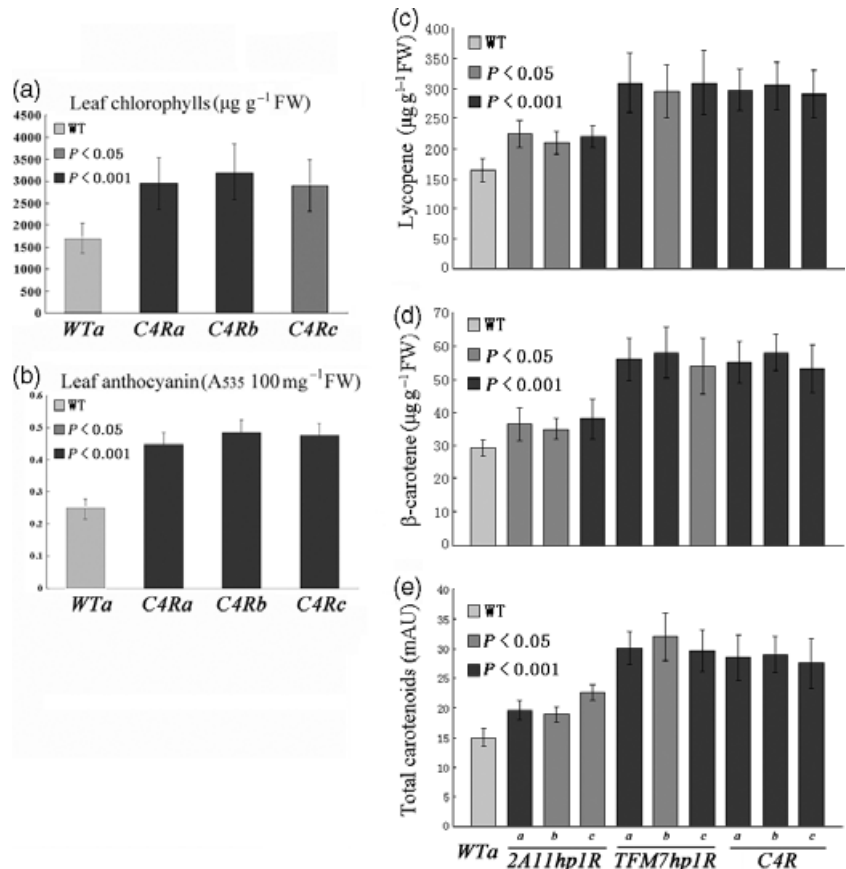 (a)
Leaf chlorophylls (µg g⁻¹ FW)
4500
4000
3500
3000
2500
2000
1500
1000
500
0
WT
P < 0.05
P < 0.001
WTa C4Ra C4Rb C4Rc
(b)
Leaf anthocyanin (A535 100 mg⁻¹FW)
0.6
0.5
0.4
0.3
0.2
0.1
0
WT
P < 0.05
P < 0.001
WTa C4Ra C4Rb C4Rc
(c)
Lycopene (µg g¹⁻¹ FW)
400
350
300
250
200
150
100
50
0
WT
P < 0.05
P < 0.001
(d)
β-carotene (µg g⁻¹ FW)
70
60
50
40
30
20
10
0
WT
P < 0.05
P < 0.001
(e)
Total carotenoids (mAU)
40
35
30
25
20
15
10
5
0
WT
P < 0.05
P < 0.001
a b c a b c a b c
WTa 2A11hp1R TFM7hp1R C4R